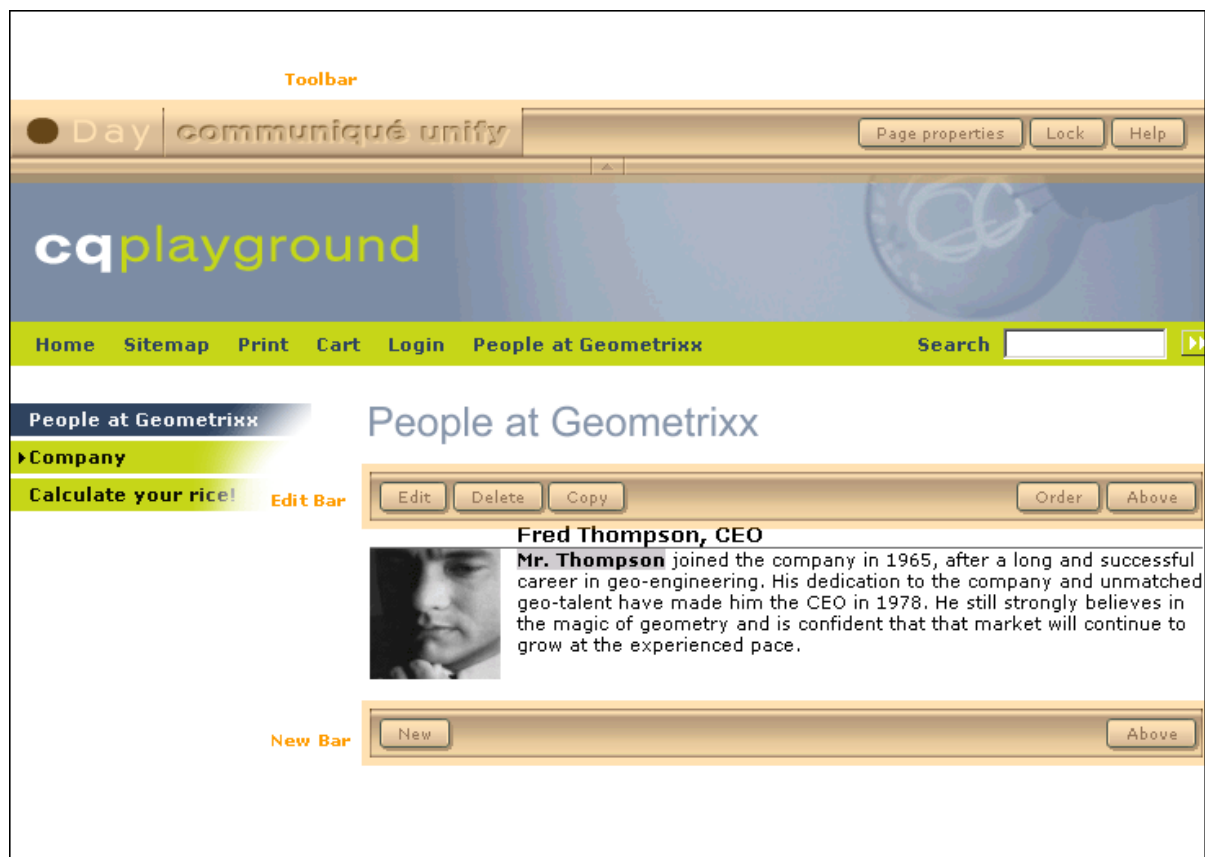 Toolbar
Day communiqué unify Page properties Lock Help
cqplayground
Home Sitemap Print Cart Login People at Geometrixx Search
People at Geometrixx
Company
Calculate your rice!
People at Geometrixx
Edit Bar Edit Delete Copy Order Above
Fred Thompson, CEO
Mr. Thompson joined the company in 1965, after a long and successful
career in geo-engineering. His dedication to the company and unmatched
geo-talent have made him the CEO in 1978. He still strongly believes in
the magic of geometry and is confident that that market will continue to
grow at the experienced pace.
New Bar New Above